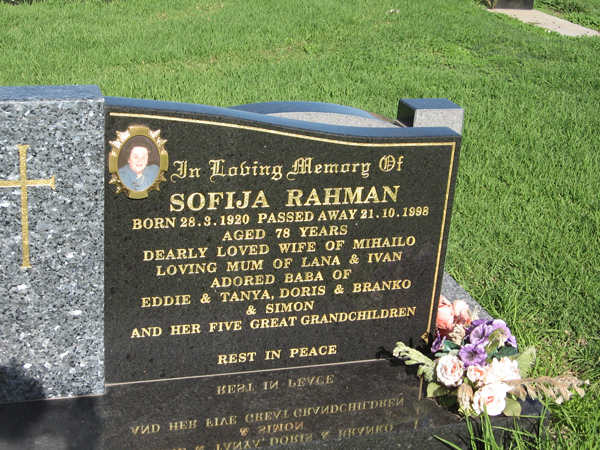 In Loving Memory Of
SOFIJA RAHMAN
BORN 28.3.1920 PASSED AWAY 21.10.1998
AGED 78 YEARS
DEARLY LOVED WIFE OF MIHAILO
LOVING MUM OF LANA & IVAN
ADORED BABA OF
EDDIE & TANYA, DORIS & BRANKO
& SIMON
AND HER FIVE GREAT GRANDCHILDREN
REST IN PEACE